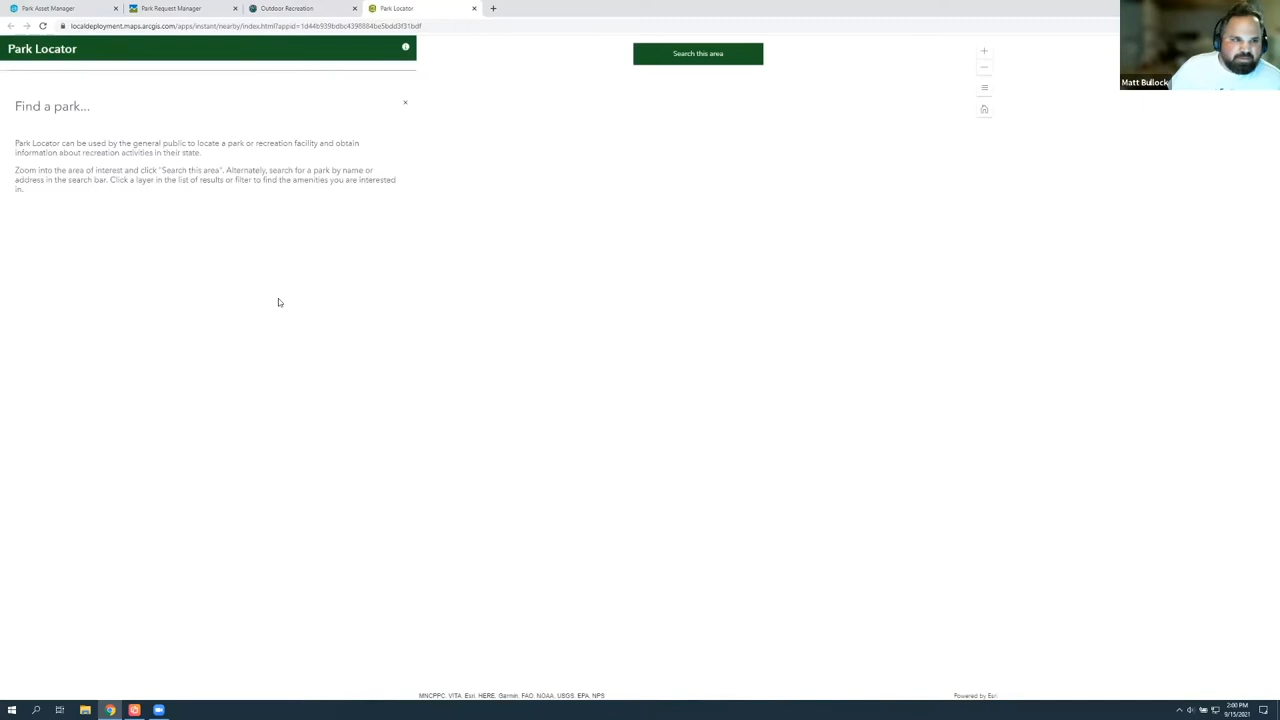 Park Asset Manager
Park Request Manager
Outdoor Recreation
Park Locator
localdeployment.maps.arcgis.com/apps/instant/nearby/index.html?appid=1d44b939bdbc4398884be5bdd3f31bdf
Park Locator
Search this area
Matt Bullock
Find a park...
Park Locator can be used by the general public to locate a park or recreation facility and obtain
information about recreation activities in their state.
Zoom into the area of interest and click "Search this area". Alternately, search for a park by name or
address in the search bar. Click a layer in the list of results or filter to find the amenities you are interested
in.
MNCPPC, VITA, Esri, HERE, Garmin, FAO, NOAA, USGS, EPA, NPS
Powered by Esri
2:00 PM
9/15/2021